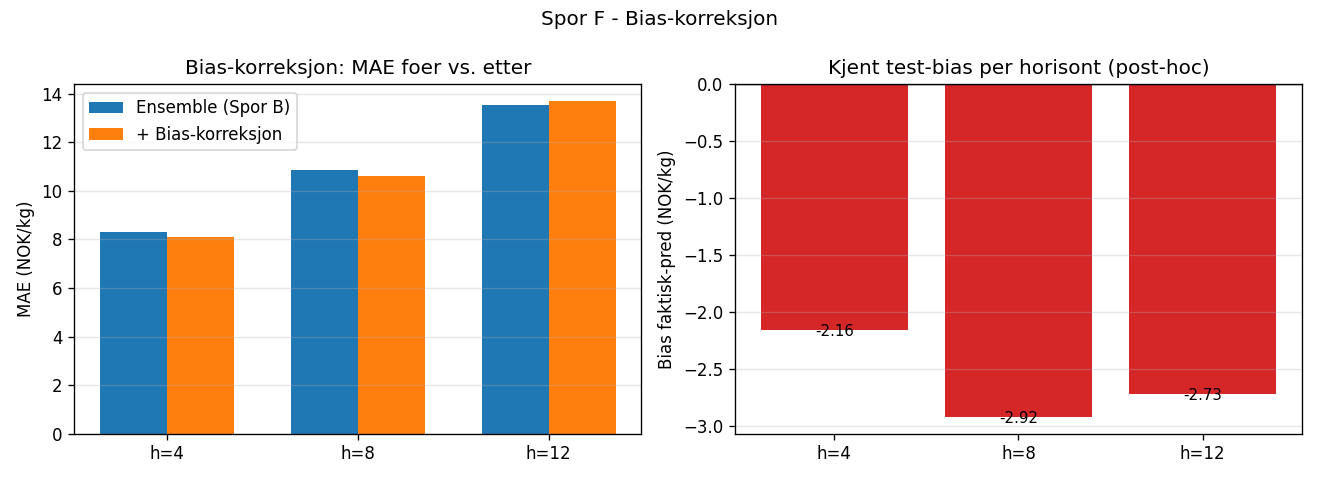 Spor F - Bias-korreksjon
Bias-korreksjon: MAE foer vs. etter
MAE (NOK/kg)
14
12
10
8
6
4
2
0
Ensemble (Spor B)
+ Bias-korreksjon
h=4
h=8
h=12
Kjent test-bias per horisont (post-hoc)
Bias faktisk-pred (NOK/kg)
0.0
−0.5
−1.0
−1.5
−2.0
−2.5
−3.0
-2.16
-2.92
-2.73
h=4
h=8
h=12